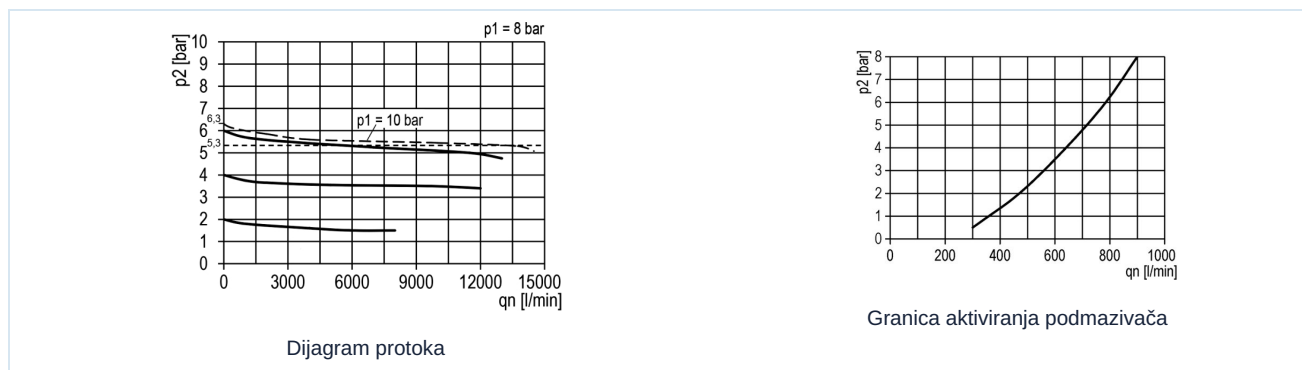 p1 = 8 bar
p2 [bar]
10
9
8
7
6,3
6
5,3
5
4
3
2
1
0
p1 = 10 bar
0 3000 6000 9000 12000 15000
qn [l/min]
Dijagram protoka
p2 [bar]
8
7
6
5
4
3
2
1
0
0 200 400 600 800 1000
qn [l/min]
Granica aktiviranja podmazivača